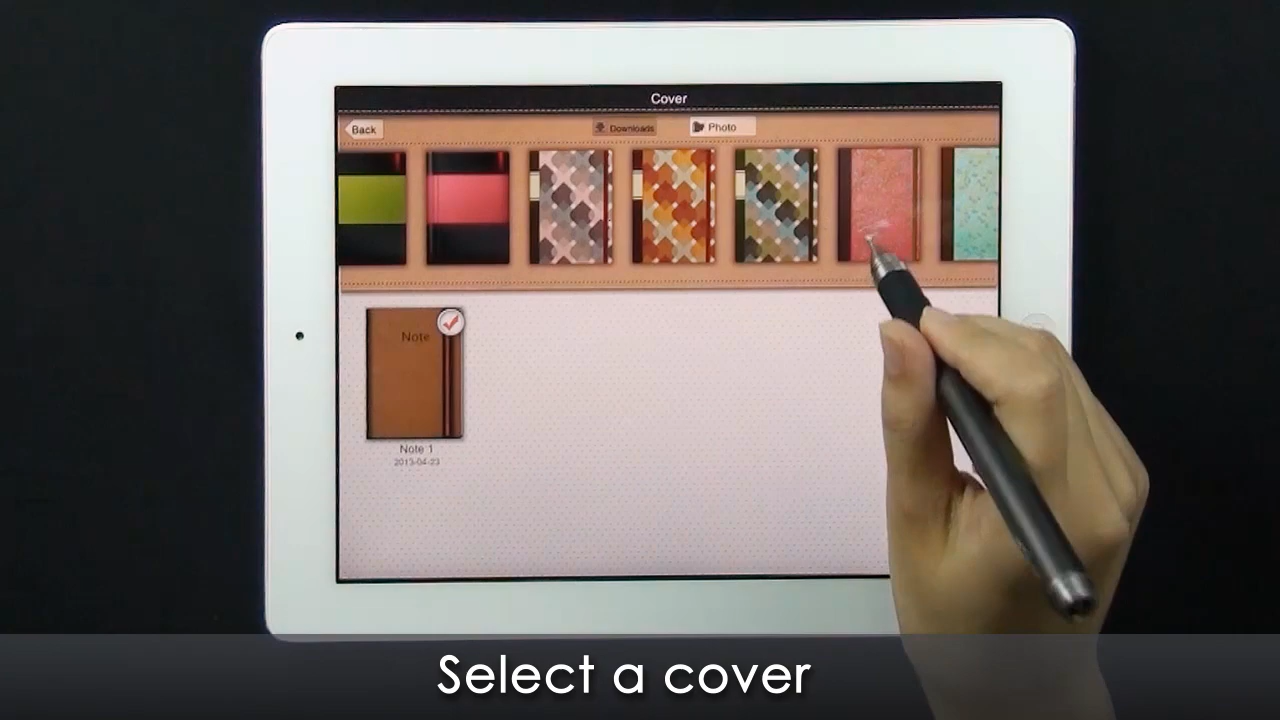 Cover
Back
Downloads
Photo
Note
Note 1
2013-04-23
Select a cover